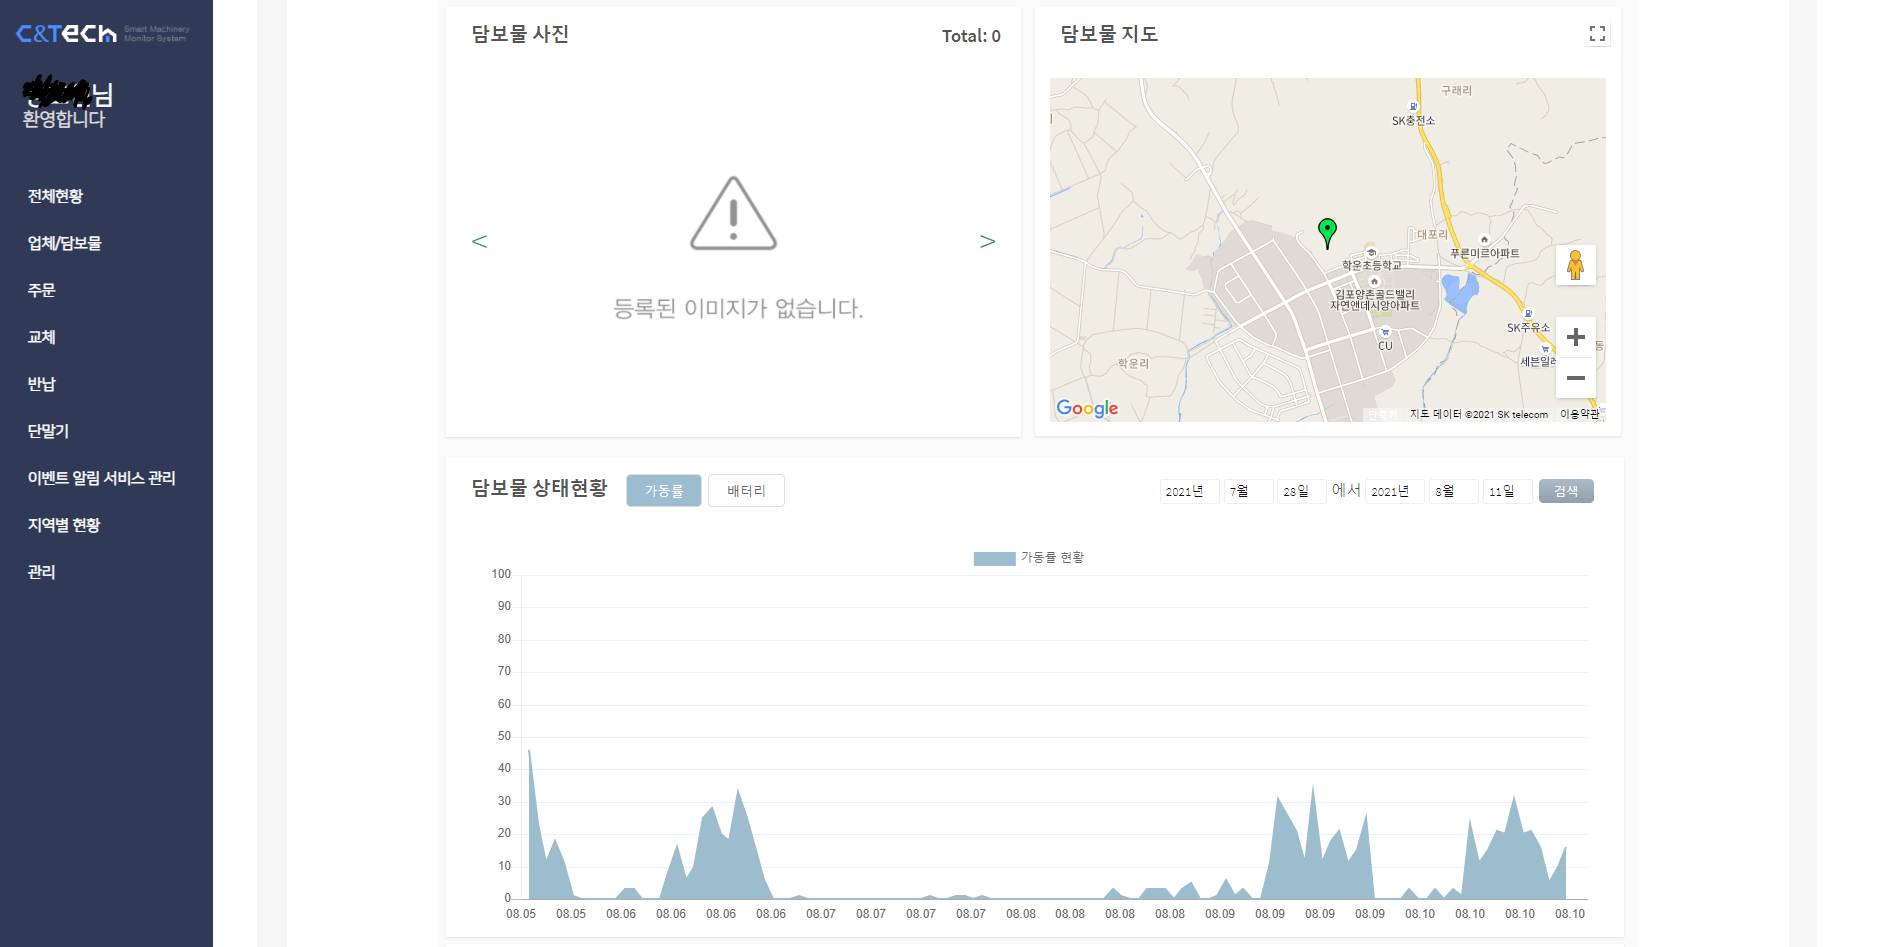 C&Tech Smart Machinery
Monitor System
님
환영합니다
전체현황
업체/담보물
주문
교체
반납
단말기
이벤트 알림 서비스 관리
지역별 현황
관리
담보물 사진
Total: 0
<
>
등록된 이미지가 없습니다.
담보물 지도
구래리
SK충전소
대포리
푸른미르아파트
학운초등학교
김포양촌골드밸리
자연앤데시앙아파트
SK주유소
CU
세븐일레
동
학운리
Google
단축키
지도 데이터 ©2021 SK telecom
이용약관
담보물 상태현황
가동률
배터리
2021년 7월 28일 에서 2021년 8월 11일 검색
가동률 현황
100
90
80
70
60
50
40
30
20
10
0
08.05 08.05 08.06 08.06 08.06 08.06 08.07 08.07 08.07 08.07 08.08 08.08 08.08 08.08 08.09 08.09 08.09 08.09 08.10 08.10 08.10 08.10